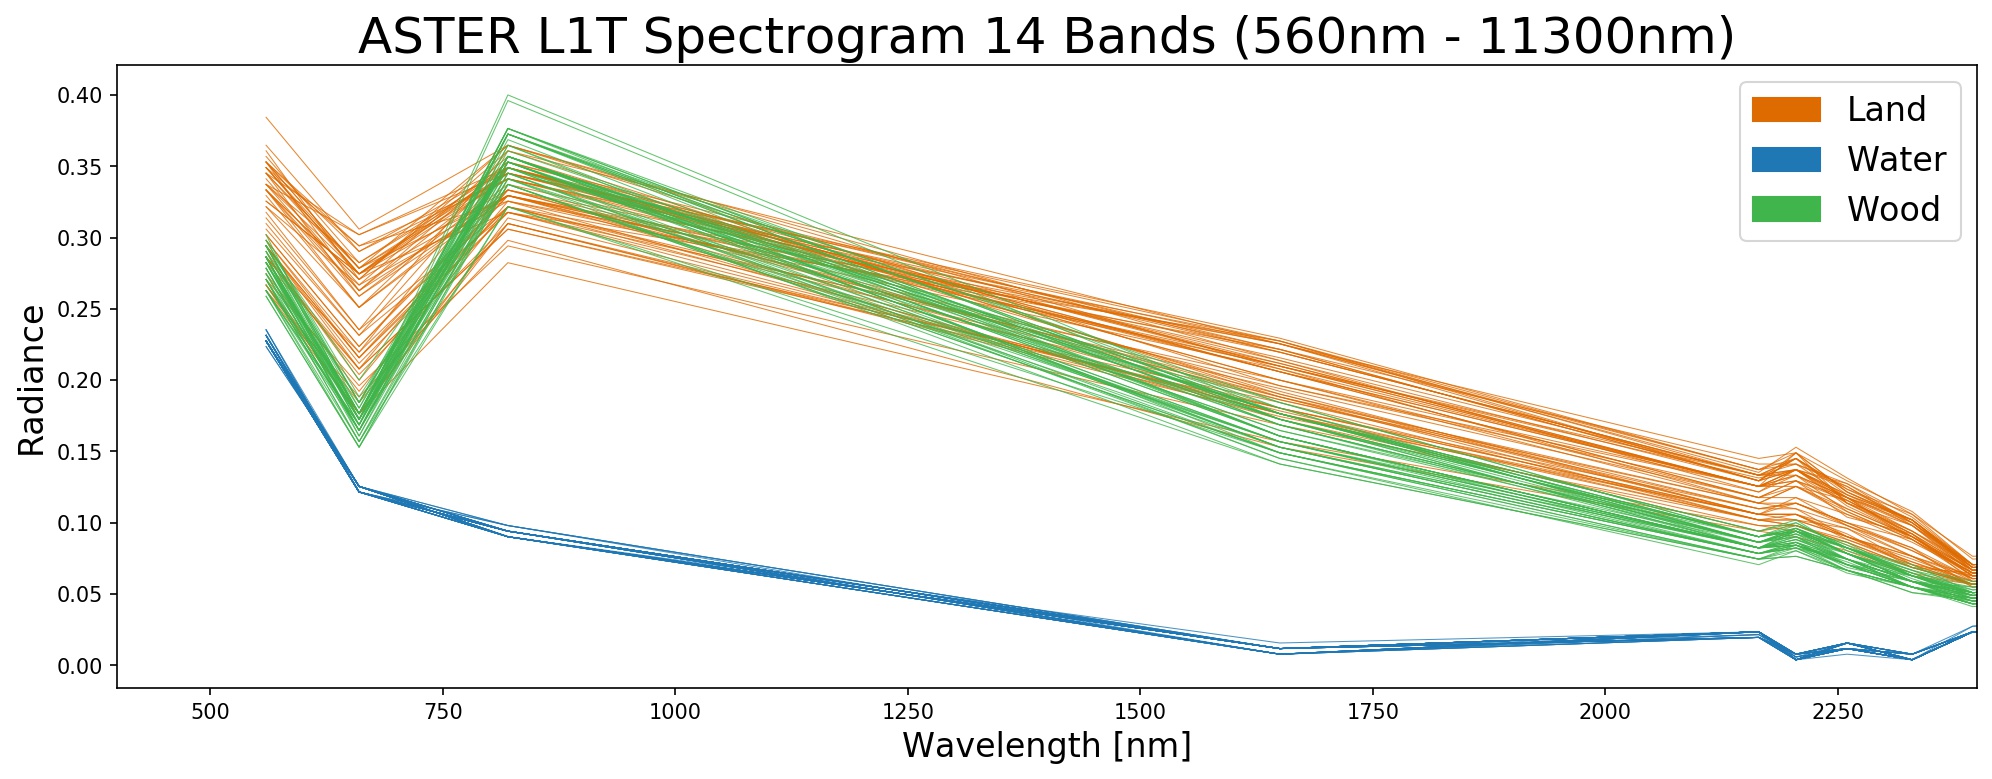 ASTER L1T Spectrogram 14 Bands (560nm - 11300nm)
Land
Water
Wood
Radiance
0.40
0.35
0.30
0.25
0.20
0.15
0.10
0.05
0.00
500 750 1000 1250 1500 1750 2000 2250
Wavelength [nm]